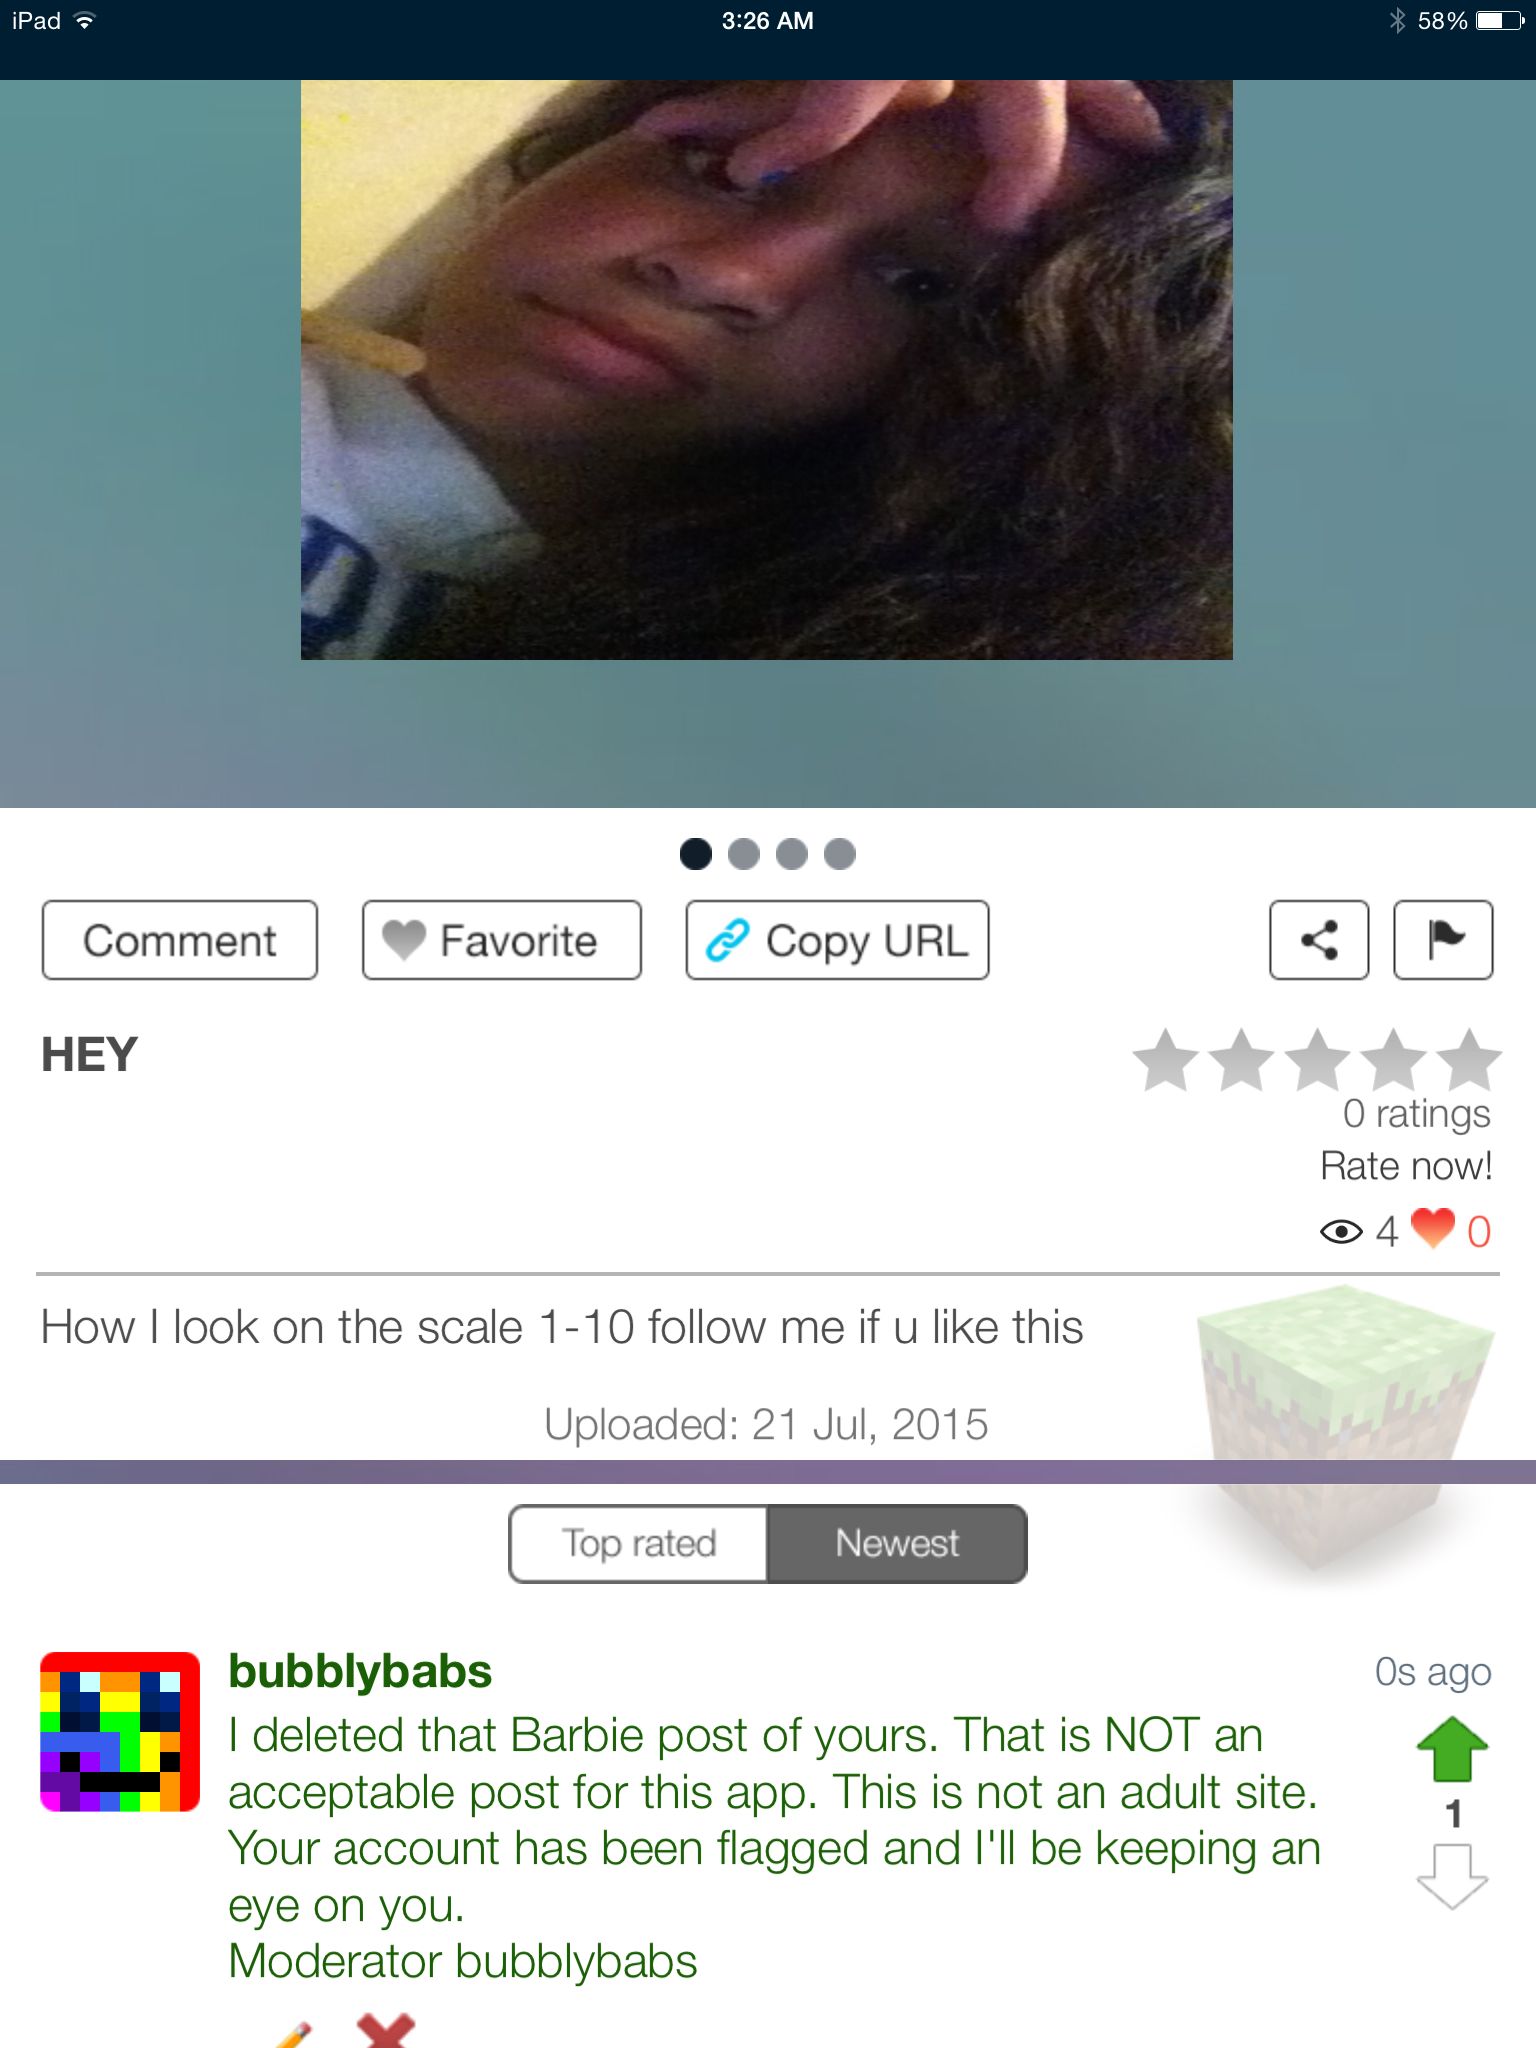 iPad 3:26 AM 58%
Comment Favorite Copy URL
HEY
0 ratings
Rate now!
4 0
How I look on the scale 1-10 follow me if u like this
Uploaded: 21 Jul, 2015
Top rated Newest
bubblybabs 0s ago
I deleted that Barbie post of yours. That is NOT an
acceptable post for this app. This is not an adult site.
Your account has been flagged and I'll be keeping an
eye on you.
1
Moderator bubblybabs